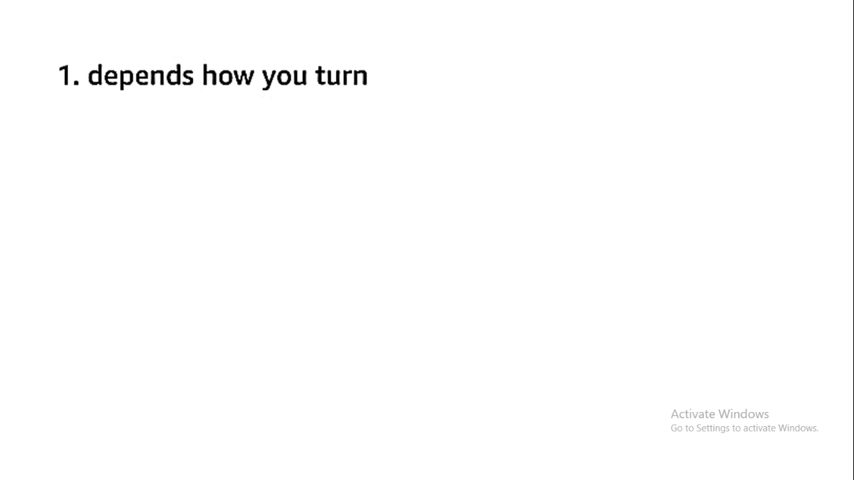 1. depends how you turn
Activate Windows
Go to Settings to activate Windows.